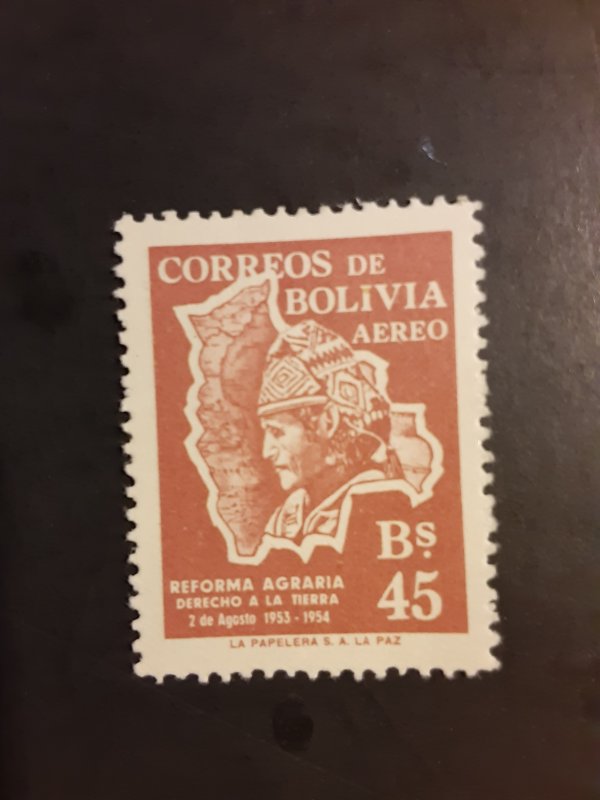 CORREOS DE
BOLIVIA
AEREO
Bs.
45
REFORMA AGRARIA
DERECHO A LA TIERRA
2 de Agosto 1953 - 1954
LA PAPELERA S. A. LA PAZ